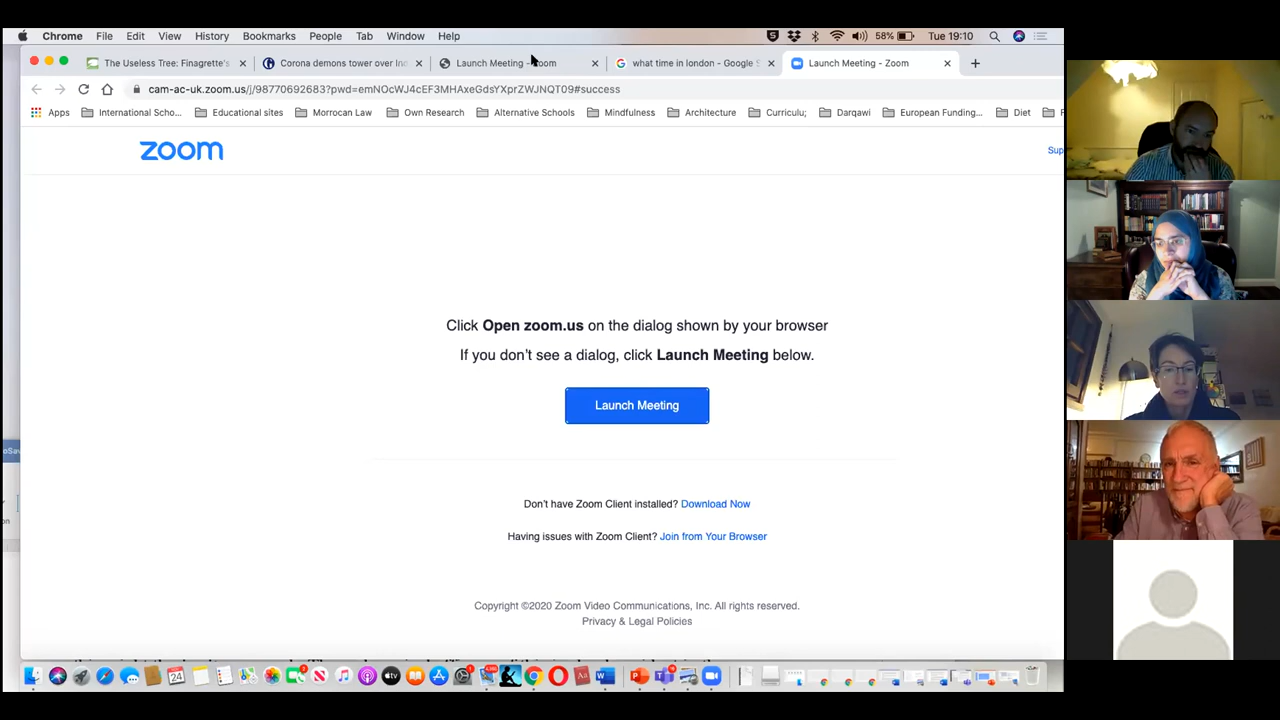 Chrome File Edit View History Bookmarks People Tab Window Help 58% Tue 19:10
The Useless Tree: Finagrette's Corona demons tower over Ind Launch Meeting - Zoom what time in london - Google S Launch Meeting - Zoom
cam-ac-uk.zoom.us/j/98770692683?pwd=emNOcWJ4cEF3MHAxeGdsYXprZWJNQT09#success
Apps International Scho... Educational sites Morrocan Law Own Research Alternative Schools Mindfulness Architecture Curriculu; Darqawi European Funding... Diet
zoom
Sup
Click Open zoom.us on the dialog shown by your browser
If you don't see a dialog, click Launch Meeting below.
Launch Meeting
Don't have Zoom Client installed? Download Now
Having issues with Zoom Client? Join from Your Browser
Copyright ©2020 Zoom Video Communications, Inc. All rights reserved.
Privacy & Legal Policies